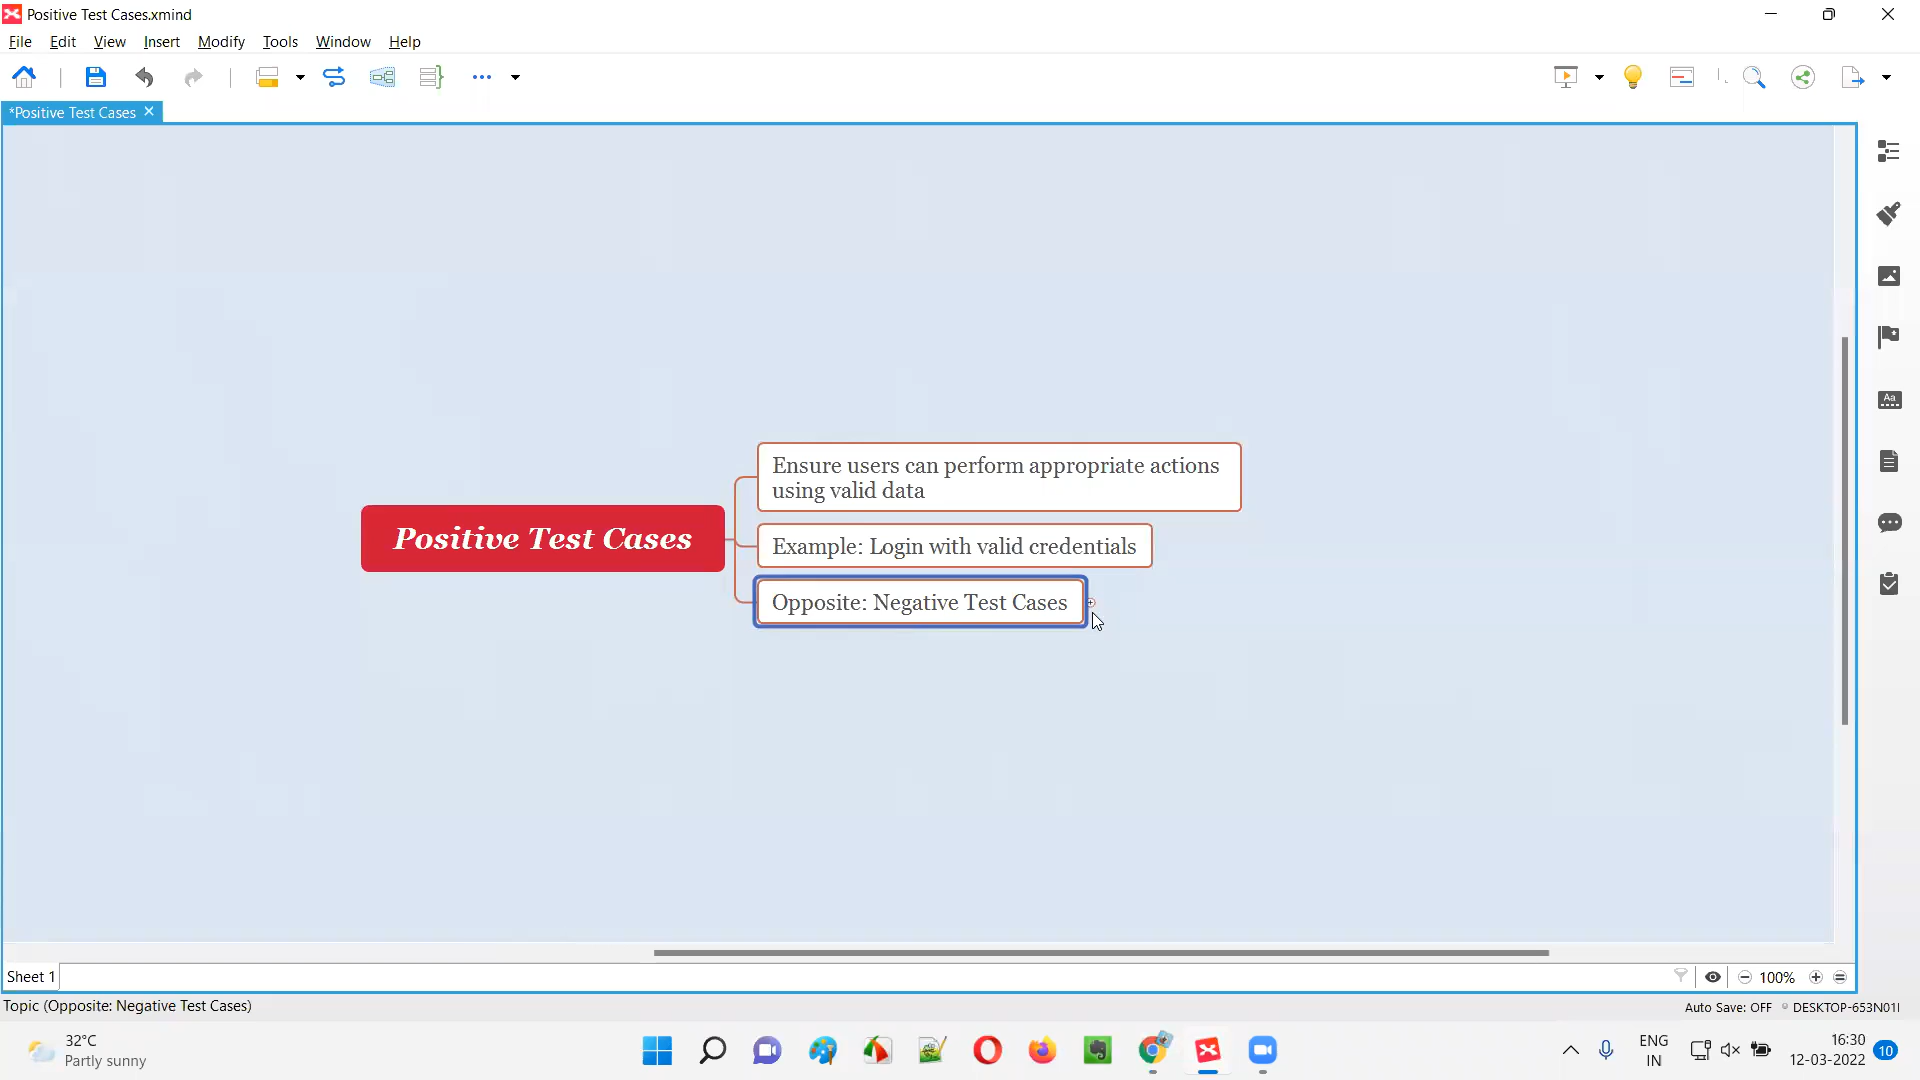 Positive Test Cases.xmind
File Edit View Insert Modify Tools Window Help
*Positive Test Cases
Ensure users can perform appropriate actions
using valid data
Positive Test Cases
Example: Login with valid credentials
Opposite: Negative Test Cases
Aa
Sheet 1
100%
Topic (Opposite: Negative Test Cases)
Auto Save: OFF
DESKTOP-653N01I
32°C
Partly sunny
ENG
IN
16:30
12-03-2022
10